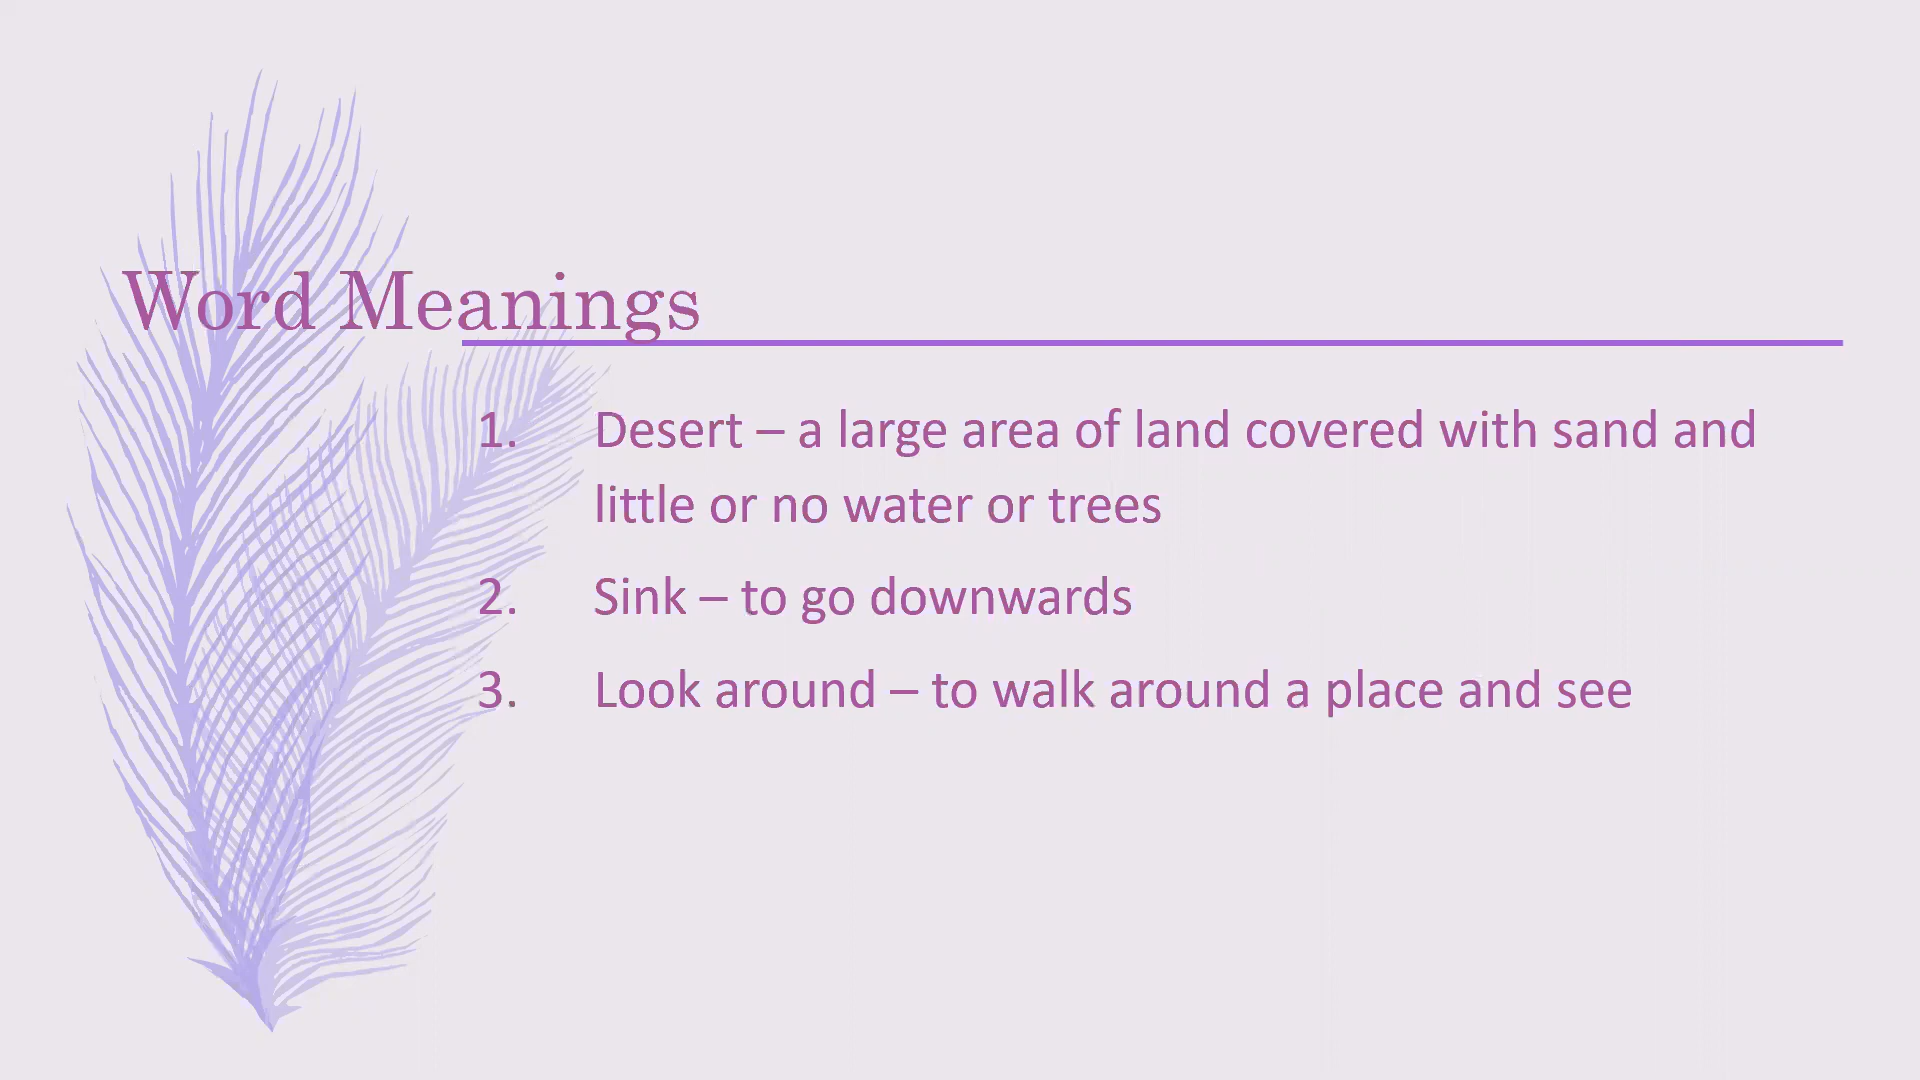 Word Meanings
1. Desert – a large area of land covered with sand and
little or no water or trees
2. Sink – to go downwards
3. Look around – to walk around a place and see